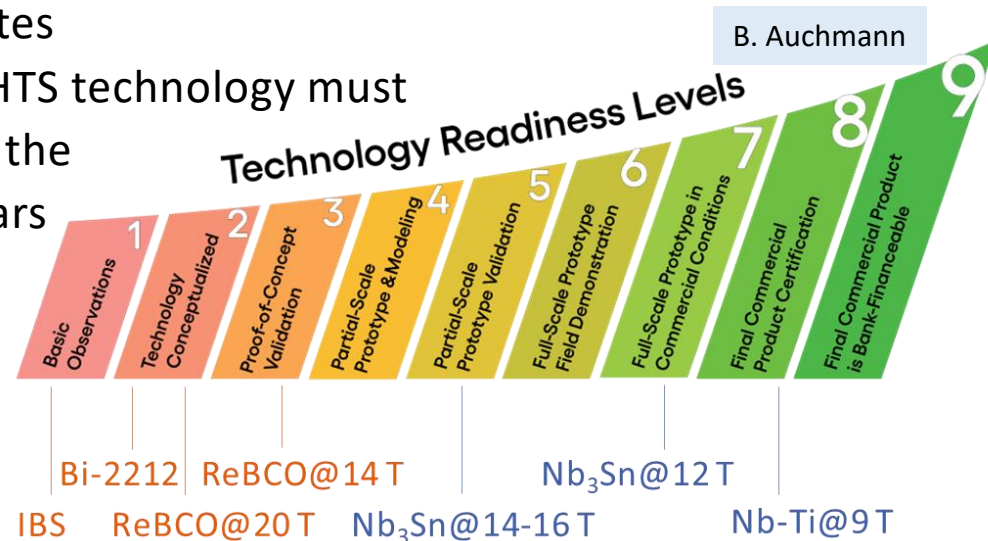 tes
B. Auchmann
HTS technology must
the
ars
Technology Readiness Levels
1
Basic
Observations
2
Technology
Conceptualized
3
Proof-of-Concept
Validation
4
Partial-Scale
Prototype &Modeling
5
Partial-Scale
Prototype Validation
6
Full-Scale Prototype
Field Demonstration
7
Full-Scale Prototype in
Commercial Conditions
8
Final Commercial
Product Certification
9
Final Commercial Product
is Bank-Financeable
Bi-2212 ReBCO@14 T Nb₃Sn@12 T
IBS ReBCO@20 T Nb₃Sn@14-16 T Nb-Ti@9 T